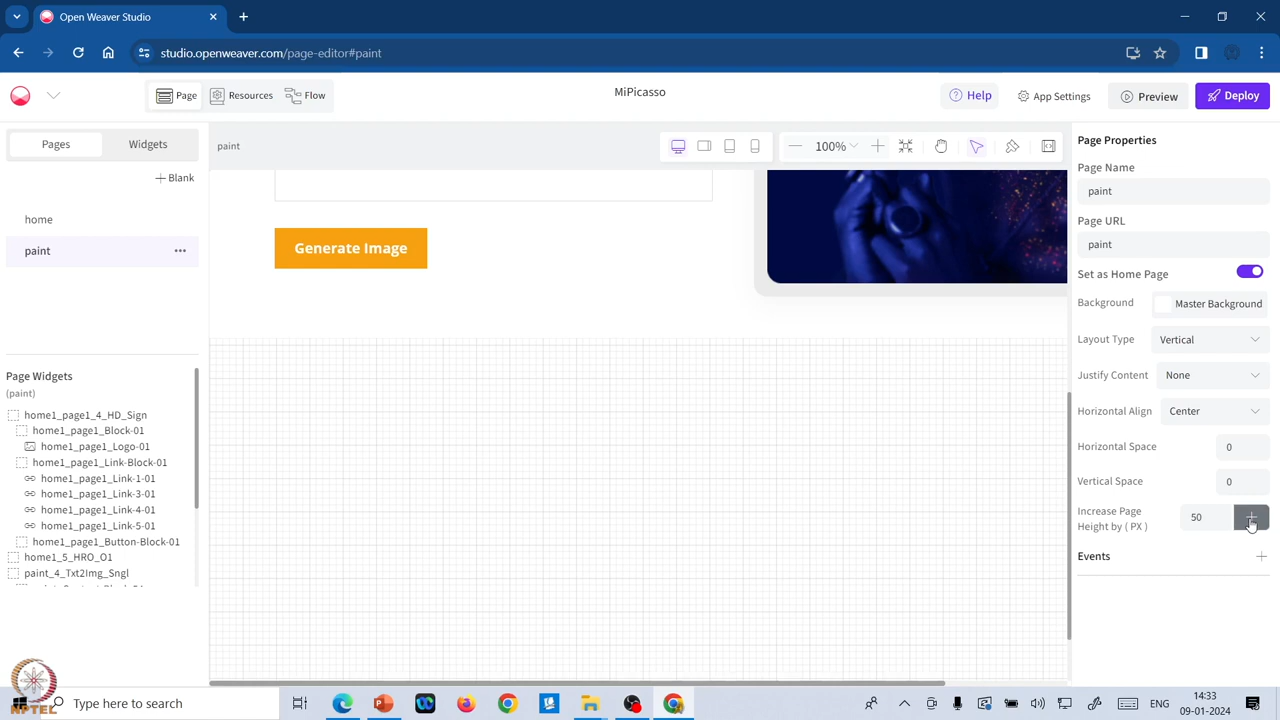 Open Weaver Studio
studio.openweaver.com/page-editor#paint
Page
Resources
Flow
MiPicasso
Help
App Settings
Preview
Deploy
Pages
Widgets
paint
100%
Page Properties
Blank
Page Name
paint
home
Page URL
paint
paint
Generate Image
Set as Home Page
Background
Master Background
Layout Type
Vertical
Page Widgets
(paint)
Justify Content
None
home1_page1_4_HD_Sign
Horizontal Align
Center
home1_page1_Block-01
home1_page1_Logo-01
Horizontal Space
0
home1_page1_Link-Block-01
home1_page1_Link-1-01
Vertical Space
0
home1_page1_Link-3-01
home1_page1_Link-4-01
Increase Page
Height by ( PX )
50
home1_page1_Link-5-01
home1_page1_Button-Block-01
home1_5_HRO_O1
Events
paint_4_Txt2Img_Sngl
Type here to search
ENG
14:33
09-01-2024
NPTEL